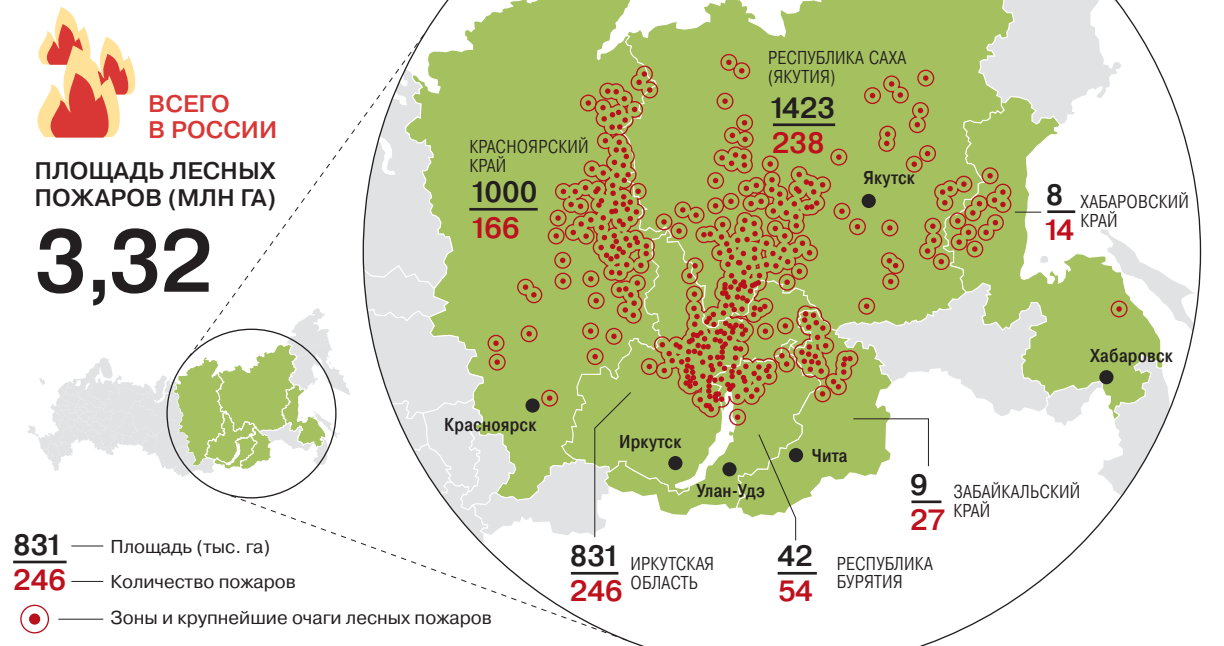 ВСЕГО
В РОССИИ
ПЛОЩАДЬ ЛЕСНЫХ
ПОЖАРОВ (МЛН ГА)
3,32
КРАСНОЯРСКИЙ
КРАЙ
1000
166
РЕСПУБЛИКА САХА
(ЯКУТИЯ)
1423
238
Якутск
8
14
ХАБАРОВСКИЙ
КРАЙ
Хабаровск
Красноярск
Иркутск
Улан-Удэ
Чита
9
27
ЗАБАЙКАЛЬСКИЙ
КРАЙ
831
246
ИРКУТСКАЯ
ОБЛАСТЬ
42
54
РЕСПУБЛИКА
БУРЯТИЯ
831 Площадь (тыс. га)
246 Количество пожаров
Зоны и крупнейшие очаги лесных пожаров